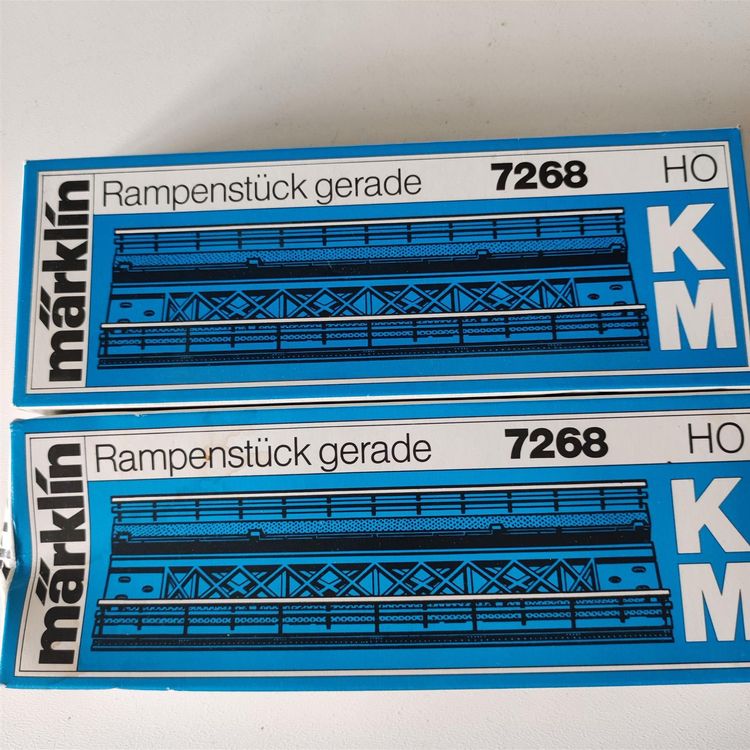 märklin
Rampenstück gerade 7268 HO
K
M
märklin
Rampenstück gerade 7268 HO
K
M